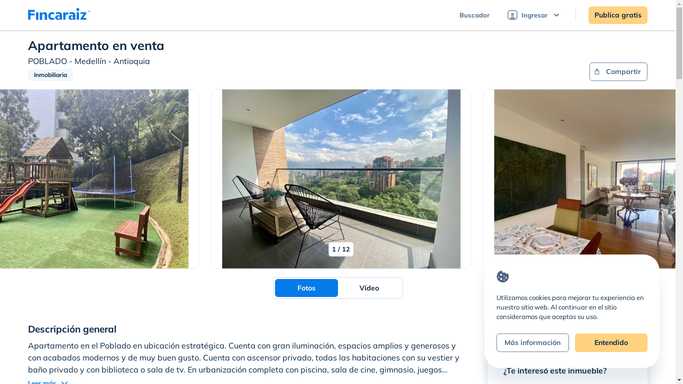 Fincaraiz
Buscador
Ingresar
Publica gratis
Apartamento en venta
POBLADO - Medellín - Antioquia
Inmobiliaria
Compartir
1 / 12
Fotos
Video
Utilizamos cookies para mejorar tu experiencia en
nuestro sitio web. Al continuar en el sitio
consideramos que aceptas su uso.
Más información
Entendido
Descripción general
Apartamento en el Poblado en ubicación estratégica. Cuenta con gran iluminación, espacios amplios y generosos y
con acabados modernos y de muy buen gusto. Cuenta con ascensor privado, todas las habitaciones con su vestier y
baño privado y con biblioteca o sala de tv. En urbanización completa con piscina, sala de cine, gimnasio, juegos...
Leer más
¿Te interesó este inmueble?